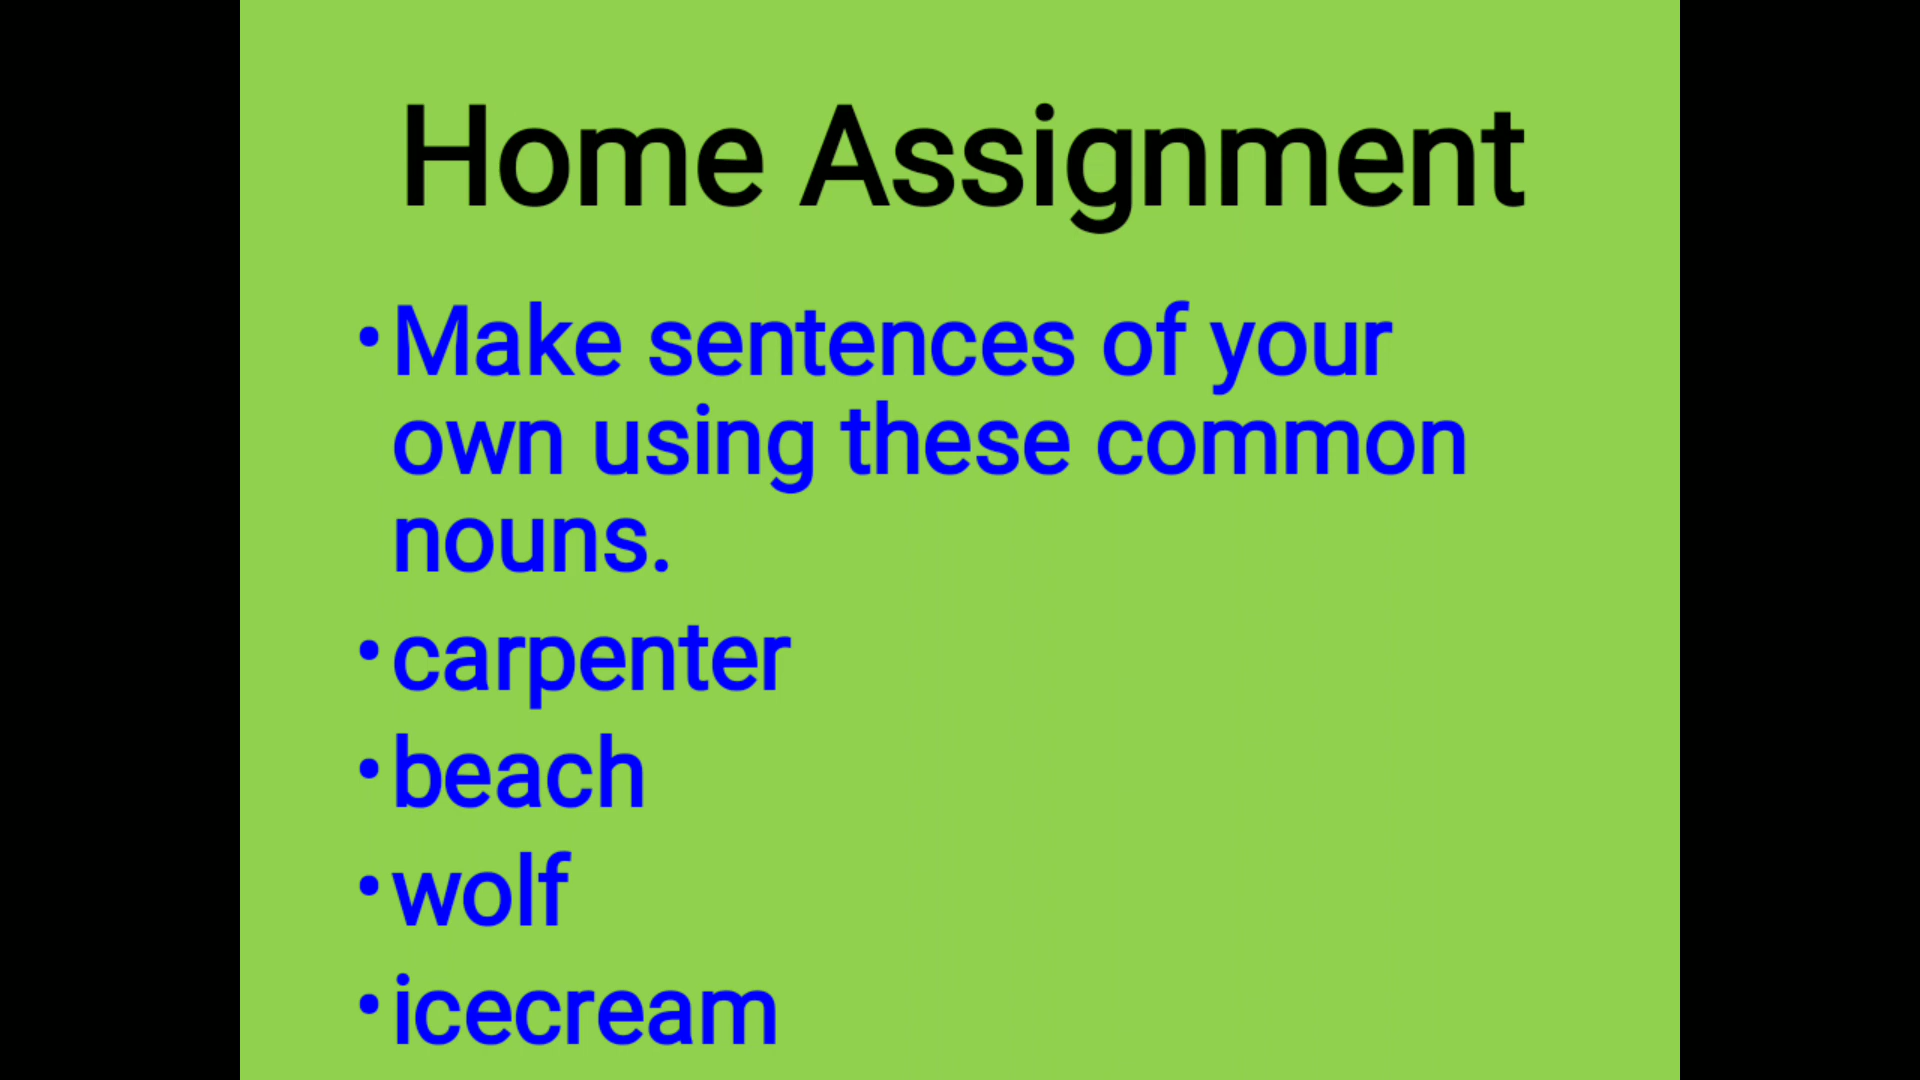 Home Assignment
•Make sentences of your
own using these common
nouns.
•carpenter
•beach
•wolf
•icecream